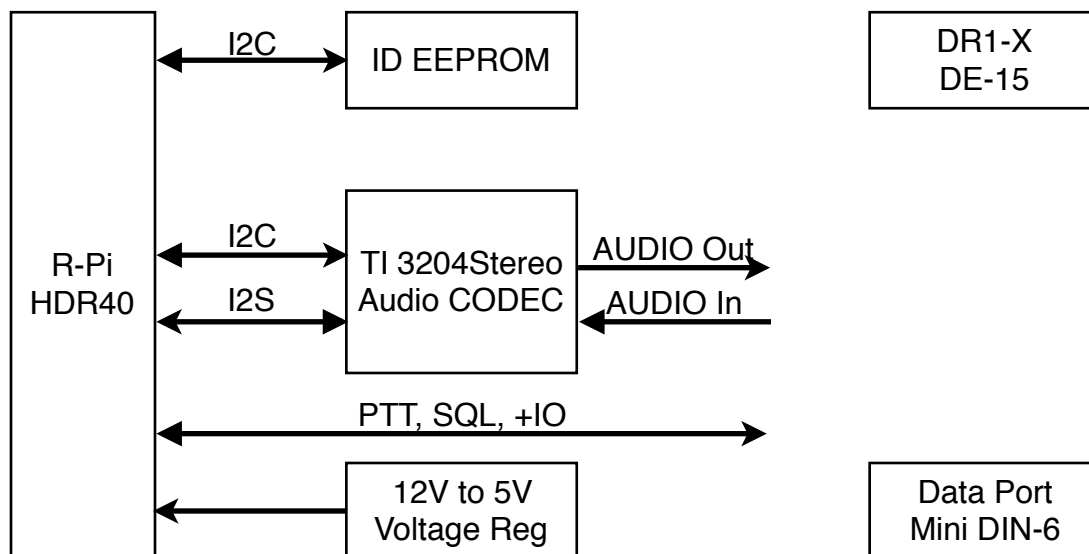 I2C
ID EEPROM
DR1-X
DE-15
R-Pi
HDR40
I2C
I2S
TI 3204Stereo
Audio CODEC
AUDIO Out
AUDIO In
PTT, SQL, +IO
12V to 5V
Voltage Reg
Data Port
Mini DIN-6